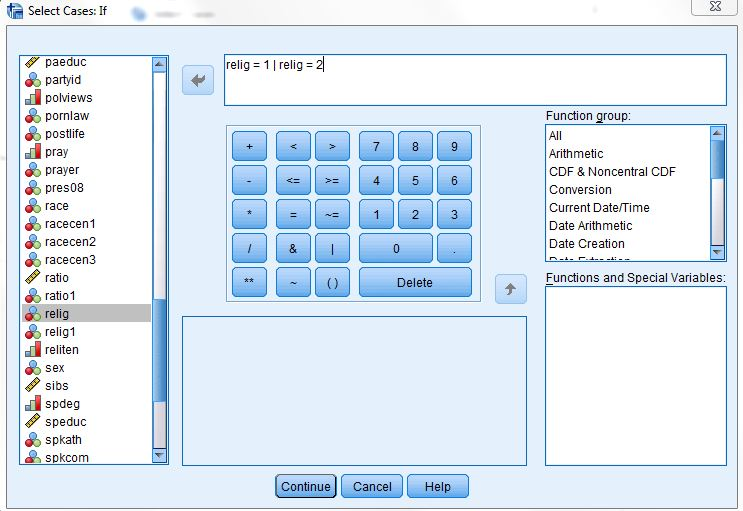 Select Cases: If
paeduc
partyid
polviews
pornlaw
postlife
pray
prayer
pres08
race
racecen1
racecen2
racecen3
ratio
ratio1
relig
relig1
reliten
sex
sibs
spdeg
speduc
spkath
spkcom
relig = 1 | relig = 2
+ < > 7 8 9
- <= >= 4 5 6
* = ~= 1 2 3
/ & | 0 .
** ~ ( ) Delete
Function group:
All
Arithmetic
CDF & Noncentral CDF
Conversion
Current Date/Time
Date Arithmetic
Date Creation
Date Extraction
Functions and Special Variables:
Continue Cancel Help